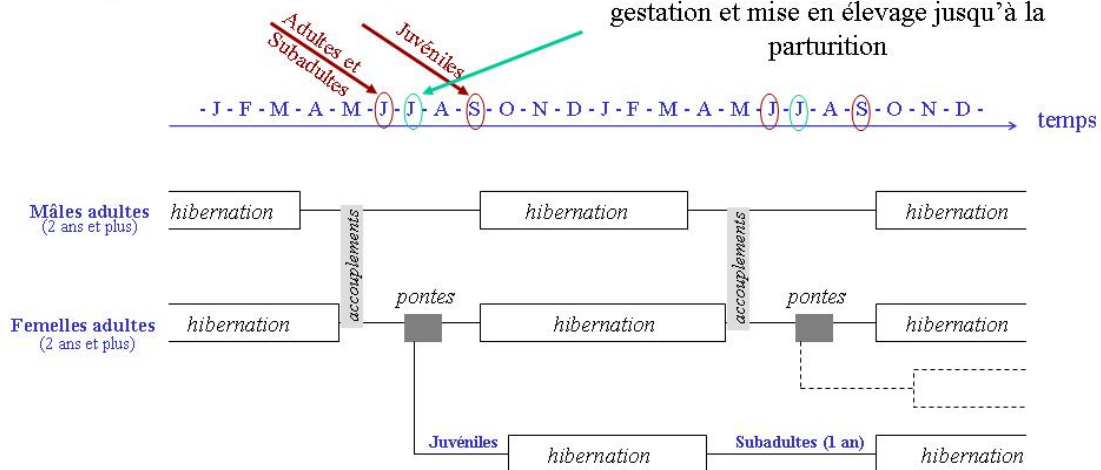 gestation et mise en élevage jusqu’à la
parturition
Adultes et
Subadultes
Juvéniles
- J - F - M - A - M - J - J - A - S - O - N - D - J - F - M - A - M - J - J - A - S - O - N - D -
temps
Mâles adultes
(2 ans et plus)
hibernation
accouplements
hibernation
accouplements
hibernation
Femelles adultes
(2 ans et plus)
hibernation
pontes
hibernation
pontes
hibernation
Juvéniles
hibernation
Subadultes (1 an)
hibernation